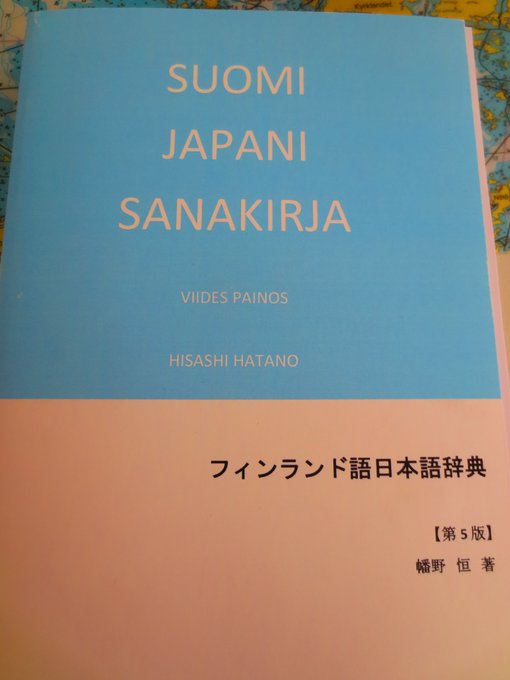 Kyrklandet
SUOMI
JAPANI
SANAKIRJA
VIIDES PAINOS
HISASHI HATANO
フィンランド語日本語辞典
【第5版】
幡野 恒 著